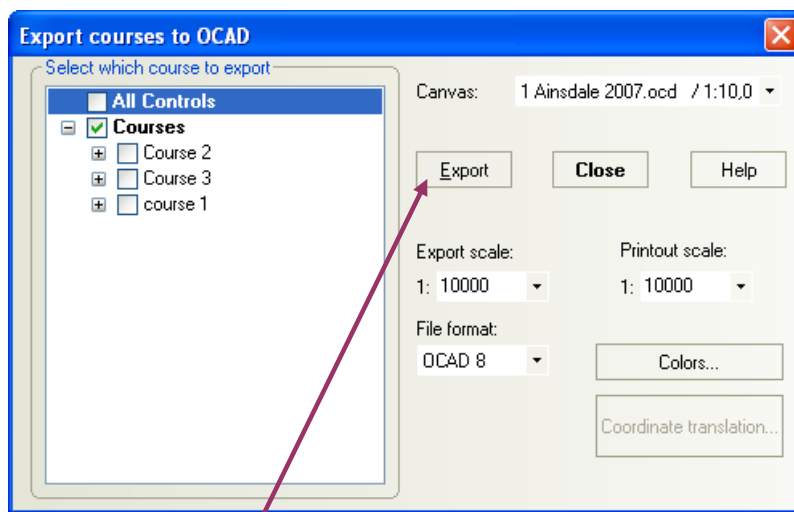 Export courses to OCAD
Select which course to export
All Controls
Courses
Course 2
Course 3
course 1
Canvas: 1 Ainsdale 2007.ocd / 1:10,0
Export Close Help
Export scale: Printout scale:
1: 10000 1: 10000
File format:
OCAD 8 Colors...
Coordinate translation...